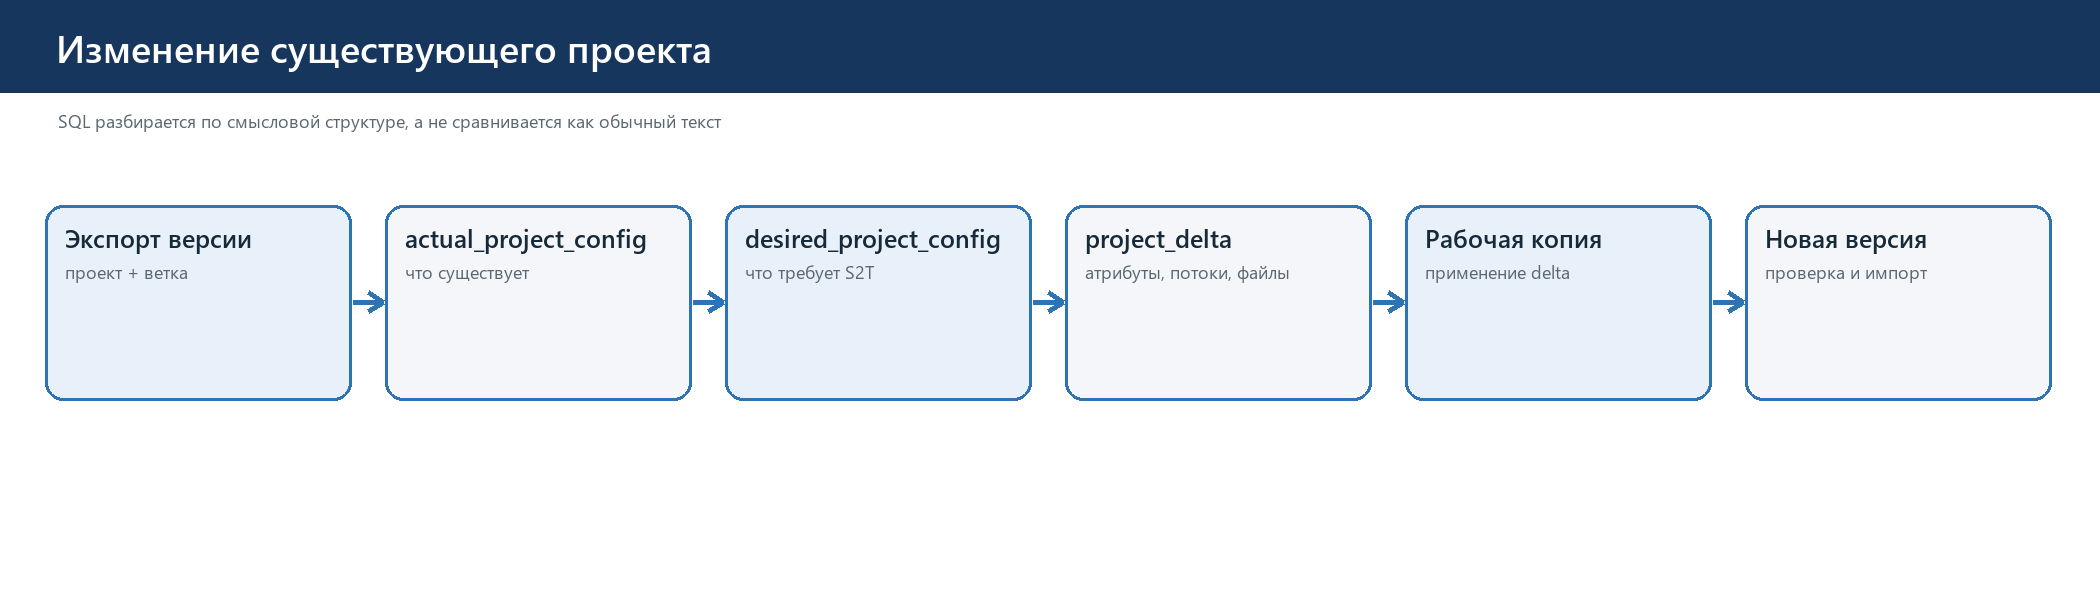 Изменение существующего проекта
SQL разбирается по смысловой структуре, а не сравнивается как обычный текст
Экспорт версии
проект + ветка
actual_project_config
что существует
desired_project_config
что требует S2T
project_delta
атрибуты, потоки, файлы
Рабочая копия
применение delta
Новая версия
проверка и импорт